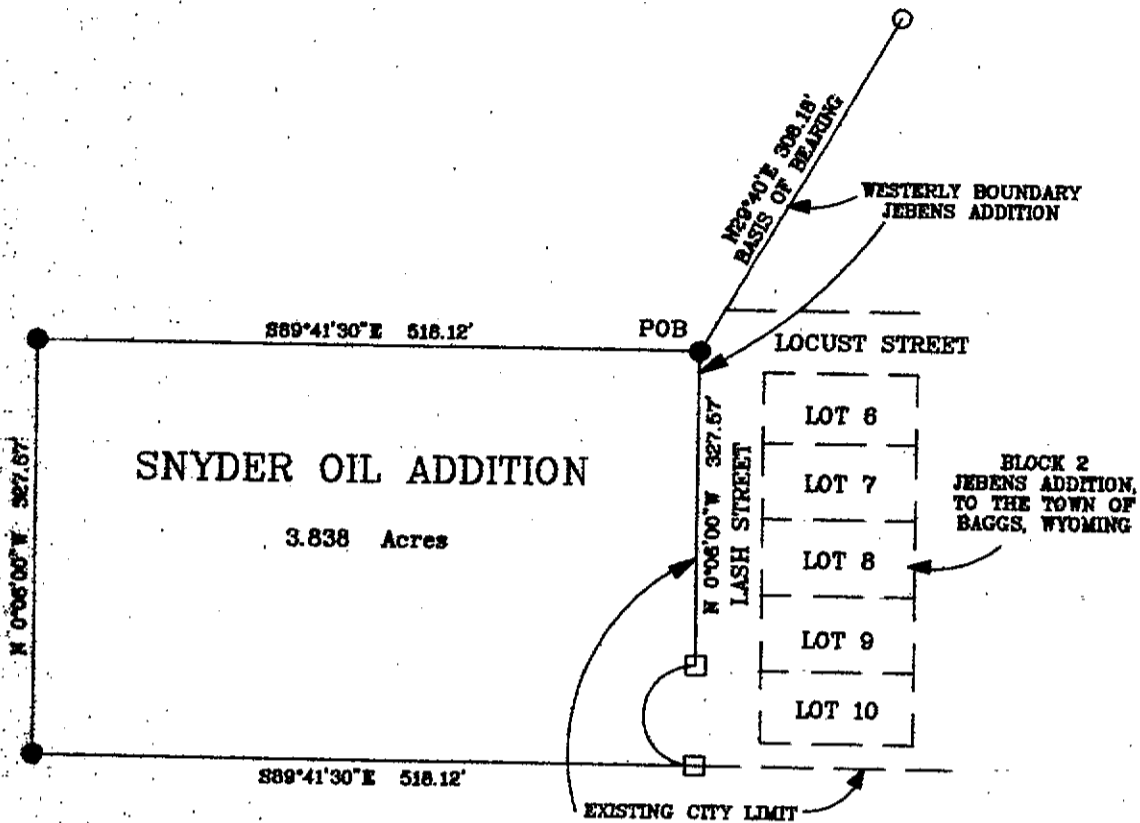 N29°40'E 308.18'
BASIS OF BEARING
WESTERLY BOUNDARY
JEBENS ADDITION
S89°41'30"E 518.12'
POB
LOCUST STREET
N 0°06'00"W 327.57'
SNYDER OIL ADDITION
3.838 Acres
N 0°06'00"W 327.57'
LASH STREET
LOT 6
LOT 7
LOT 8
LOT 9
LOT 10
BLOCK 2
JEBENS ADDITION,
TO THE TOWN OF
BAGGS, WYOMING
S89°41'30"E 518.12'
EXISTING CITY LIMIT